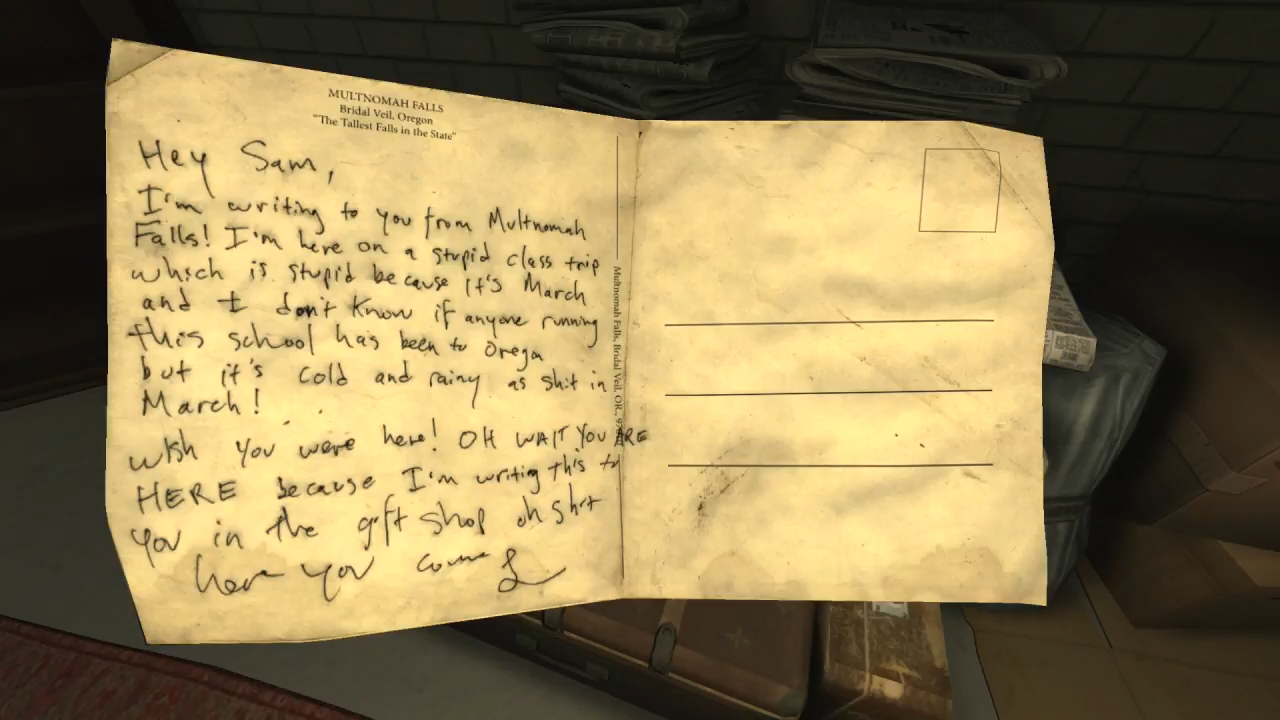 MULTNOMAH FALLS
Bridal Veil, Oregon
"The Tallest Falls in the State"
Hey Sam,
I'm writing to you from Multnomah
Falls! I'm here on a stupid class trip
which is stupid because it's March
and I don't know if anyone running
this school has been to Oregon
but it's cold and rainy as shit in
March!
wish you were here! OH WAIT YOU ARE
HERE because I'm writing this to
you in the gift shop oh shit
here you come
L
Multnomah Falls, Bridal Veil, OR.,